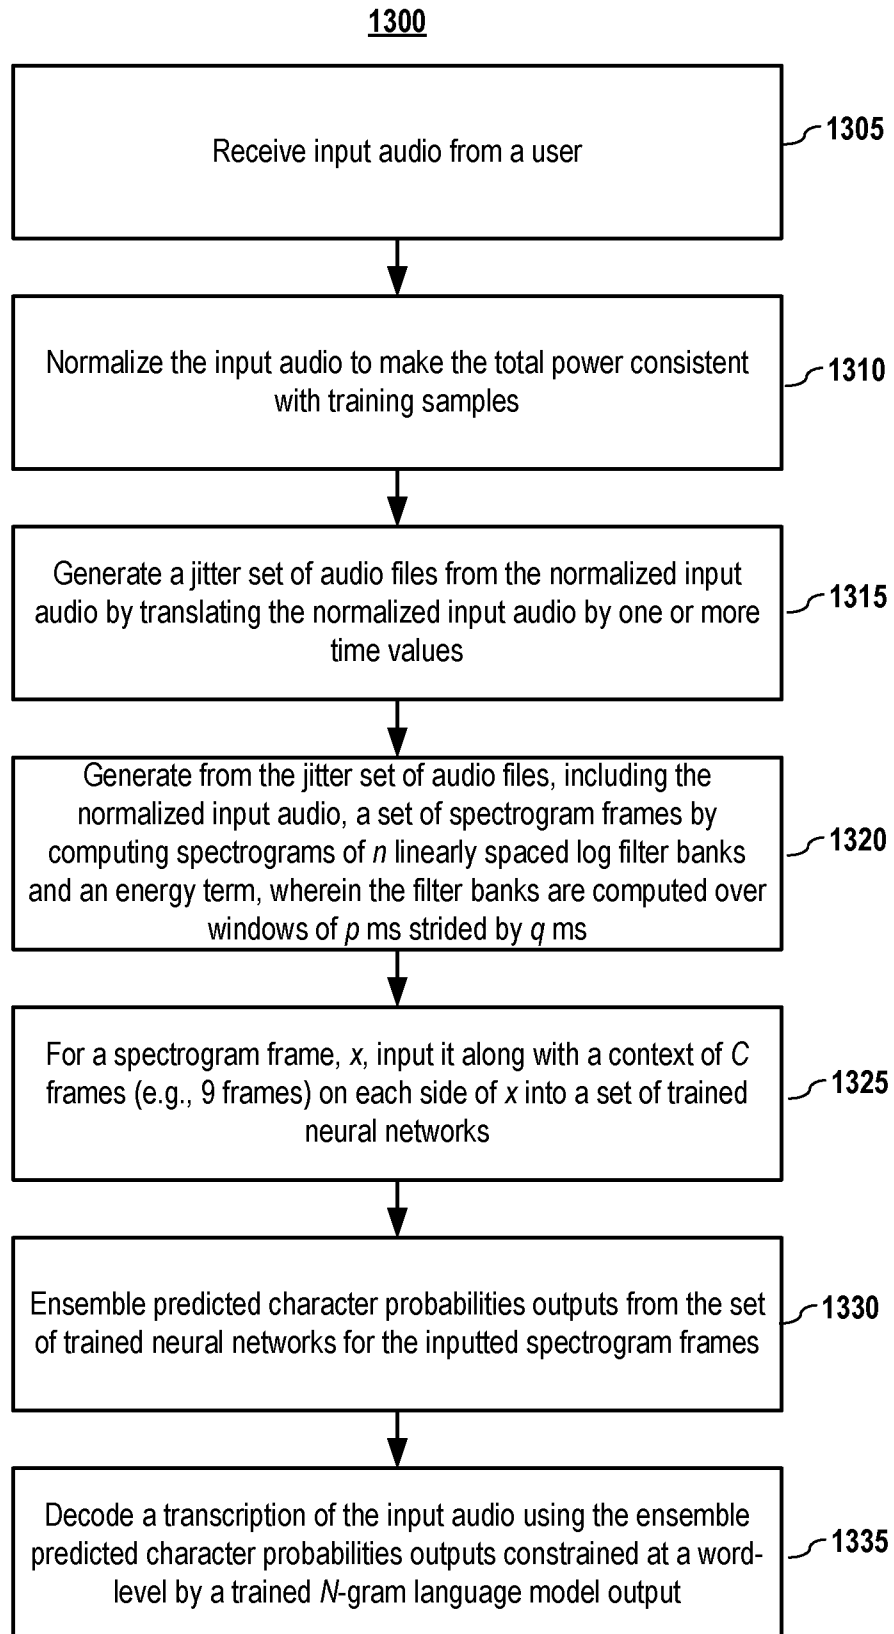 1300
Receive input audio from a user
1305
Normalize the input audio to make the total power consistent
with training samples
1310
Generate a jitter set of audio files from the normalized input
audio by translating the normalized input audio by one or more
time values
1315
Generate from the jitter set of audio files, including the
normalized input audio, a set of spectrogram frames by
computing spectrograms of n linearly spaced log filter banks
and an energy term, wherein the filter banks are computed over
windows of p ms strided by q ms
1320
For a spectrogram frame, x, input it along with a context of C
frames (e.g., 9 frames) on each side of x into a set of trained
neural networks
1325
Ensemble predicted character probabilities outputs from the set
of trained neural networks for the inputted spectrogram frames
1330
Decode a transcription of the input audio using the ensemble
predicted character probabilities outputs constrained at a word-
level by a trained N-gram language model output
1335